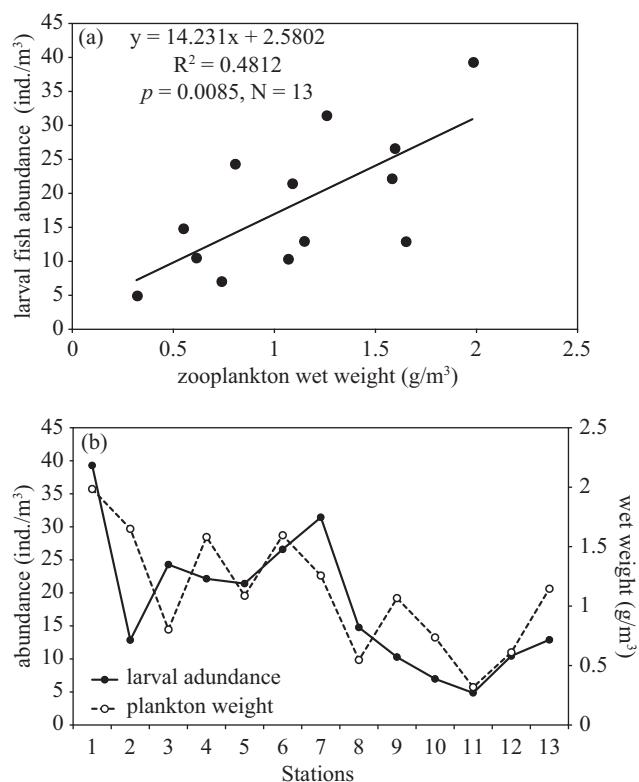 (a)
y = 14.231x + 2.5802
R² = 0.4812
p = 0.0085, N = 13
larval fish abundance (ind./m³)
45
40
35
30
25
20
15
10
5
0
0 0.5 1 1.5 2 2.5
zooplankton wet weight (g/m³)
(b)
abundance (ind./m³)
45
40
35
30
25
20
15
10
5
0
2.5
2
1.5
1
0.5
0
wet weight (g/m³)
larval adundance
plankton weight
1 2 3 4 5 6 7 8 9 10 11 12 13
Stations